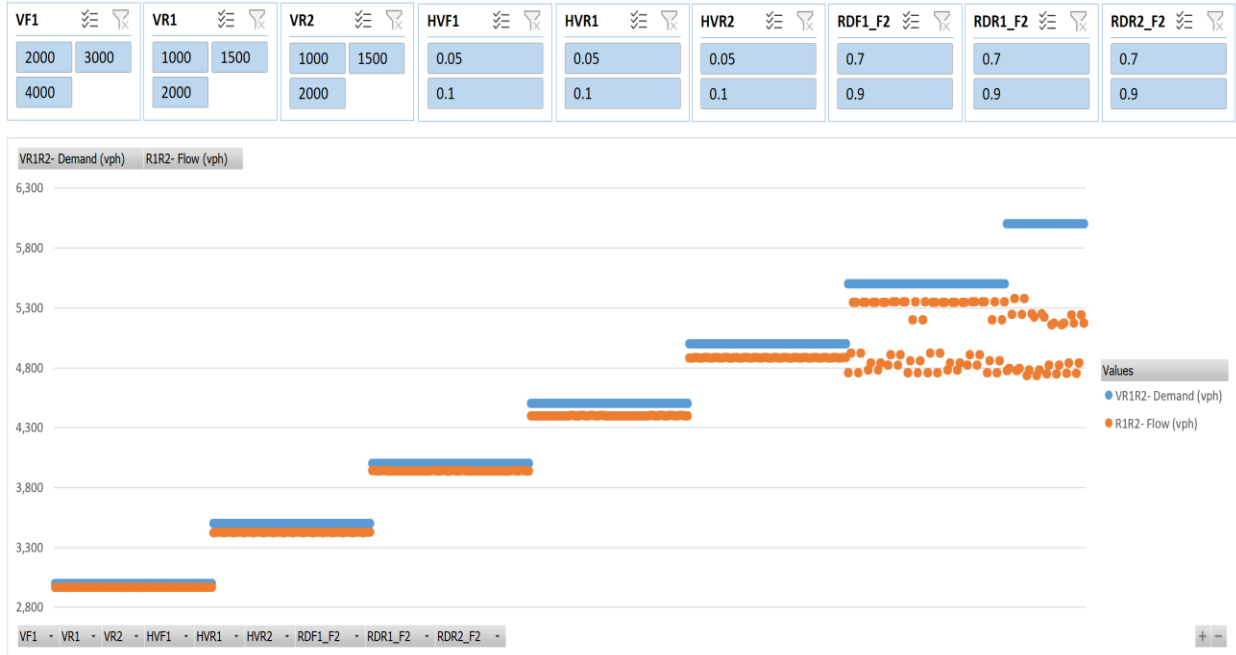 VF1 VR1 VR2 HVF1 HVR1 HVR2 RDF1_F2 RDR1_F2 RDR2_F2
2000 3000 1000 1500 1000 1500 0.05 0.05 0.05 0.7 0.7 0.7
4000 2000 2000 0.1 0.1 0.1 0.9 0.9 0.9
VR1R2- Demand (vph) R1R2- Flow (vph)
6,300
5,800
5,300
4,800
4,300
3,800
3,300
2,800
Values
VR1R2- Demand (vph)
R1R2- Flow (vph)
VF1 VR1 VR2 HVF1 HVR1 HVR2 RDF1_F2 RDR1_F2 RDR2_F2
+ −